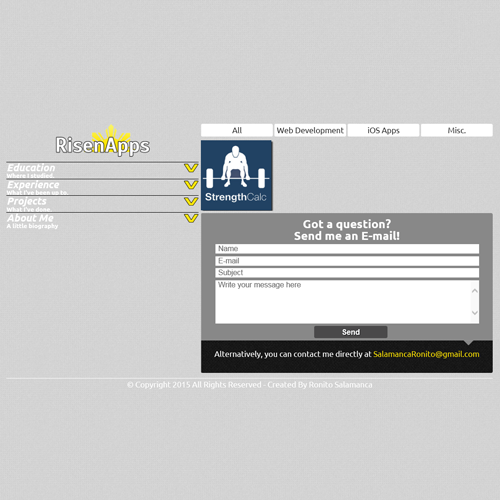 RisenApps
Education
Where I studied.
Experience
What I've been up to.
Projects
What I've done.
About Me
A little biography
All
Web Development
iOS Apps
Misc.
StrengthCalc
Got a question?
Send me an E-mail!
Name
E-mail
Subject
Write your message here
Send
Alternatively, you can contact me directly at SalamancaRonito@gmail.com
© Copyright 2015 All Rights Reserved - Created By Ronito Salamanca